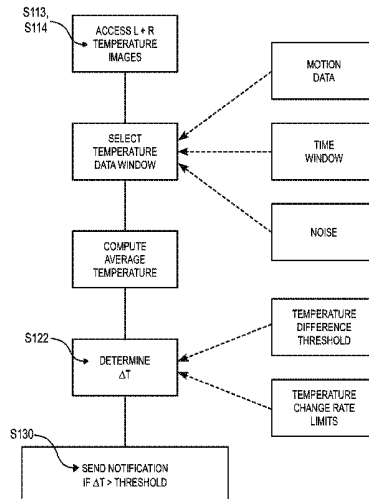 S113,
S114
ACCESS L + R
TEMPERATURE
IMAGES
MOTION
DATA
SELECT
TEMPERATURE
DATA WINDOW
TIME
WINDOW
NOISE
COMPUTE
AVERAGE
TEMPERATURE
TEMPERATURE
DIFFERENCE
THRESHOLD
S122
DETERMINE
ΔT
TEMPERATURE
CHANGE RATE
LIMITS
S130
SEND NOTIFICATION
IF ΔT > THRESHOLD